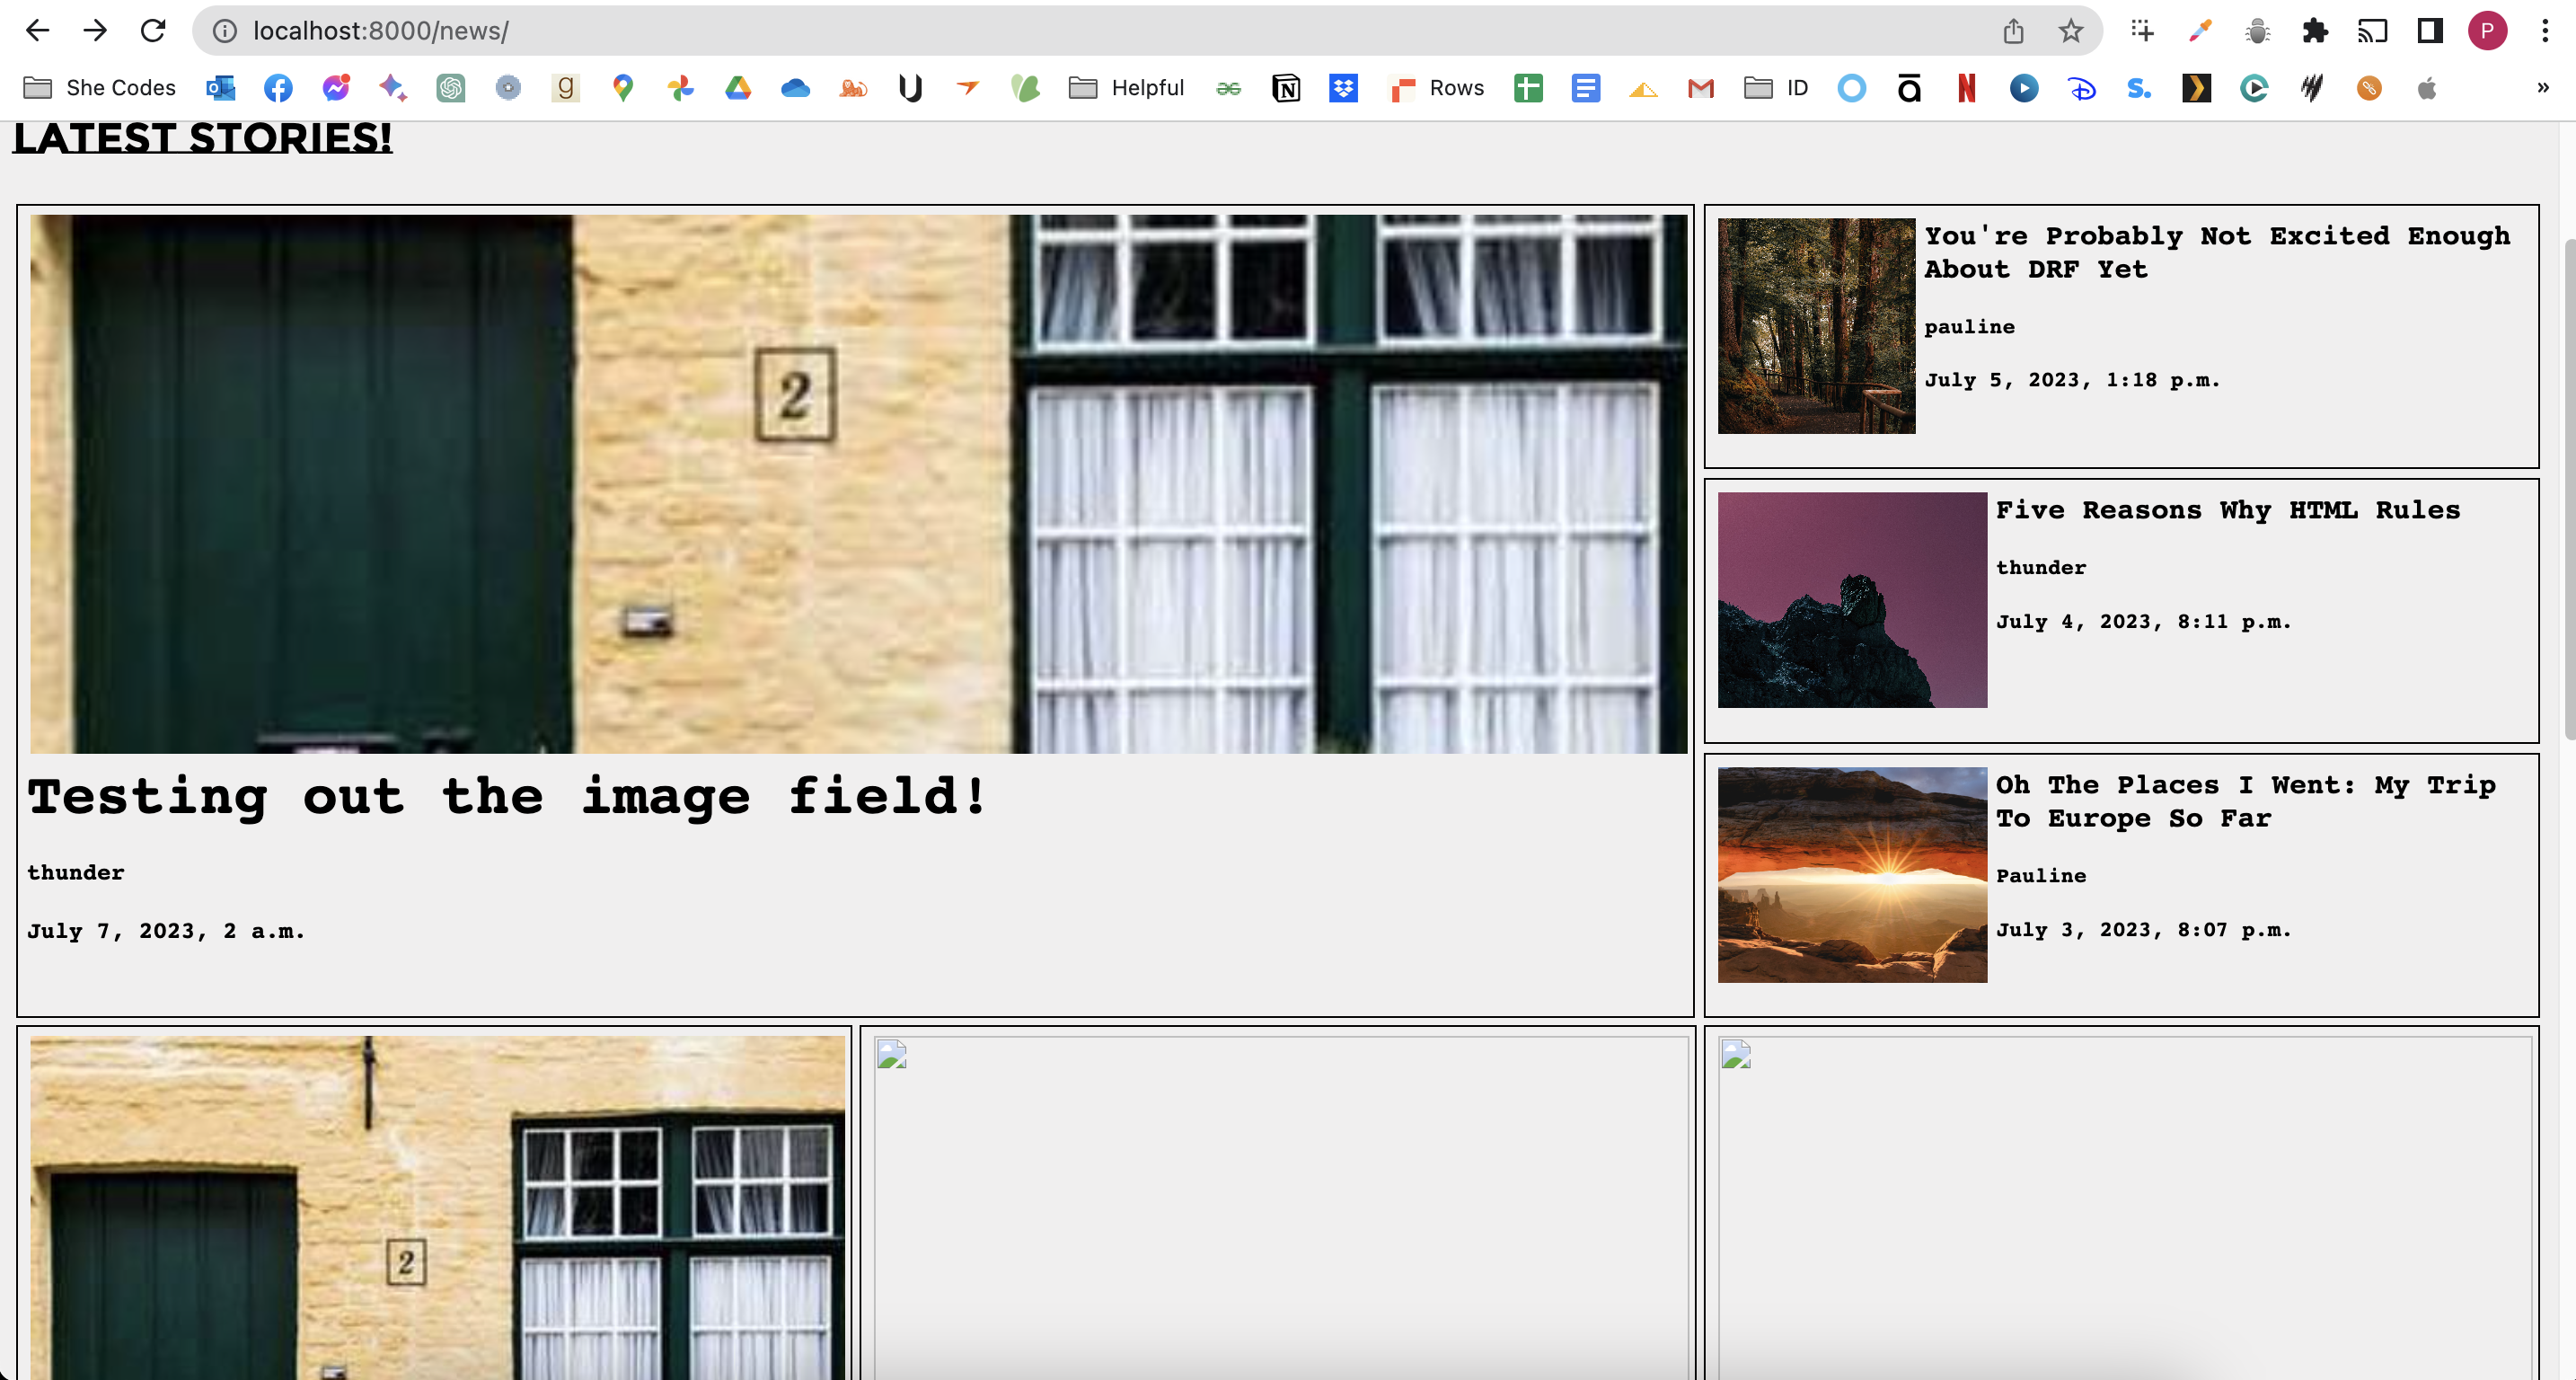 localhost:8000/news/
P
She Codes
g
Helpful
Rows
ID
LATEST STORIES!
2
You're Probably Not Excited Enough
About DRF Yet
pauline
July 5, 2023, 1:18 p.m.
Five Reasons Why HTML Rules
thunder
July 4, 2023, 8:11 p.m.
Testing out the image field!
thunder
July 7, 2023, 2 a.m.
Oh The Places I Went: My Trip
To Europe So Far
Pauline
July 3, 2023, 8:07 p.m.
2